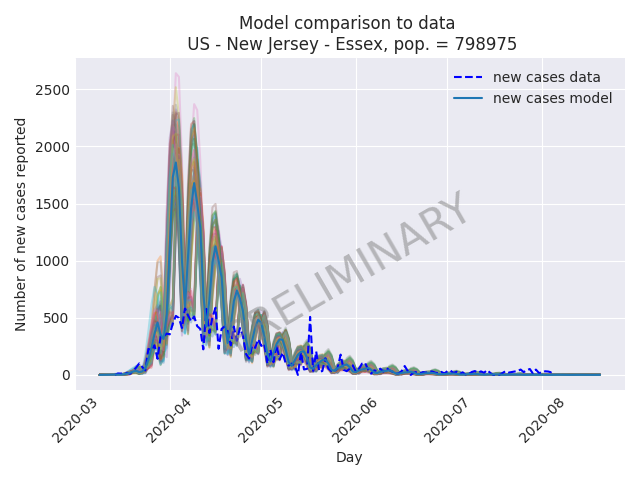 Model comparison to data
US - New Jersey - Essex, pop. = 798975
new cases data
new cases model
PRELIMINARY
Number of new cases reported
2500
2000
1500
1000
500
0
2020-03
2020-04
2020-05
2020-06
2020-07
2020-08
Day